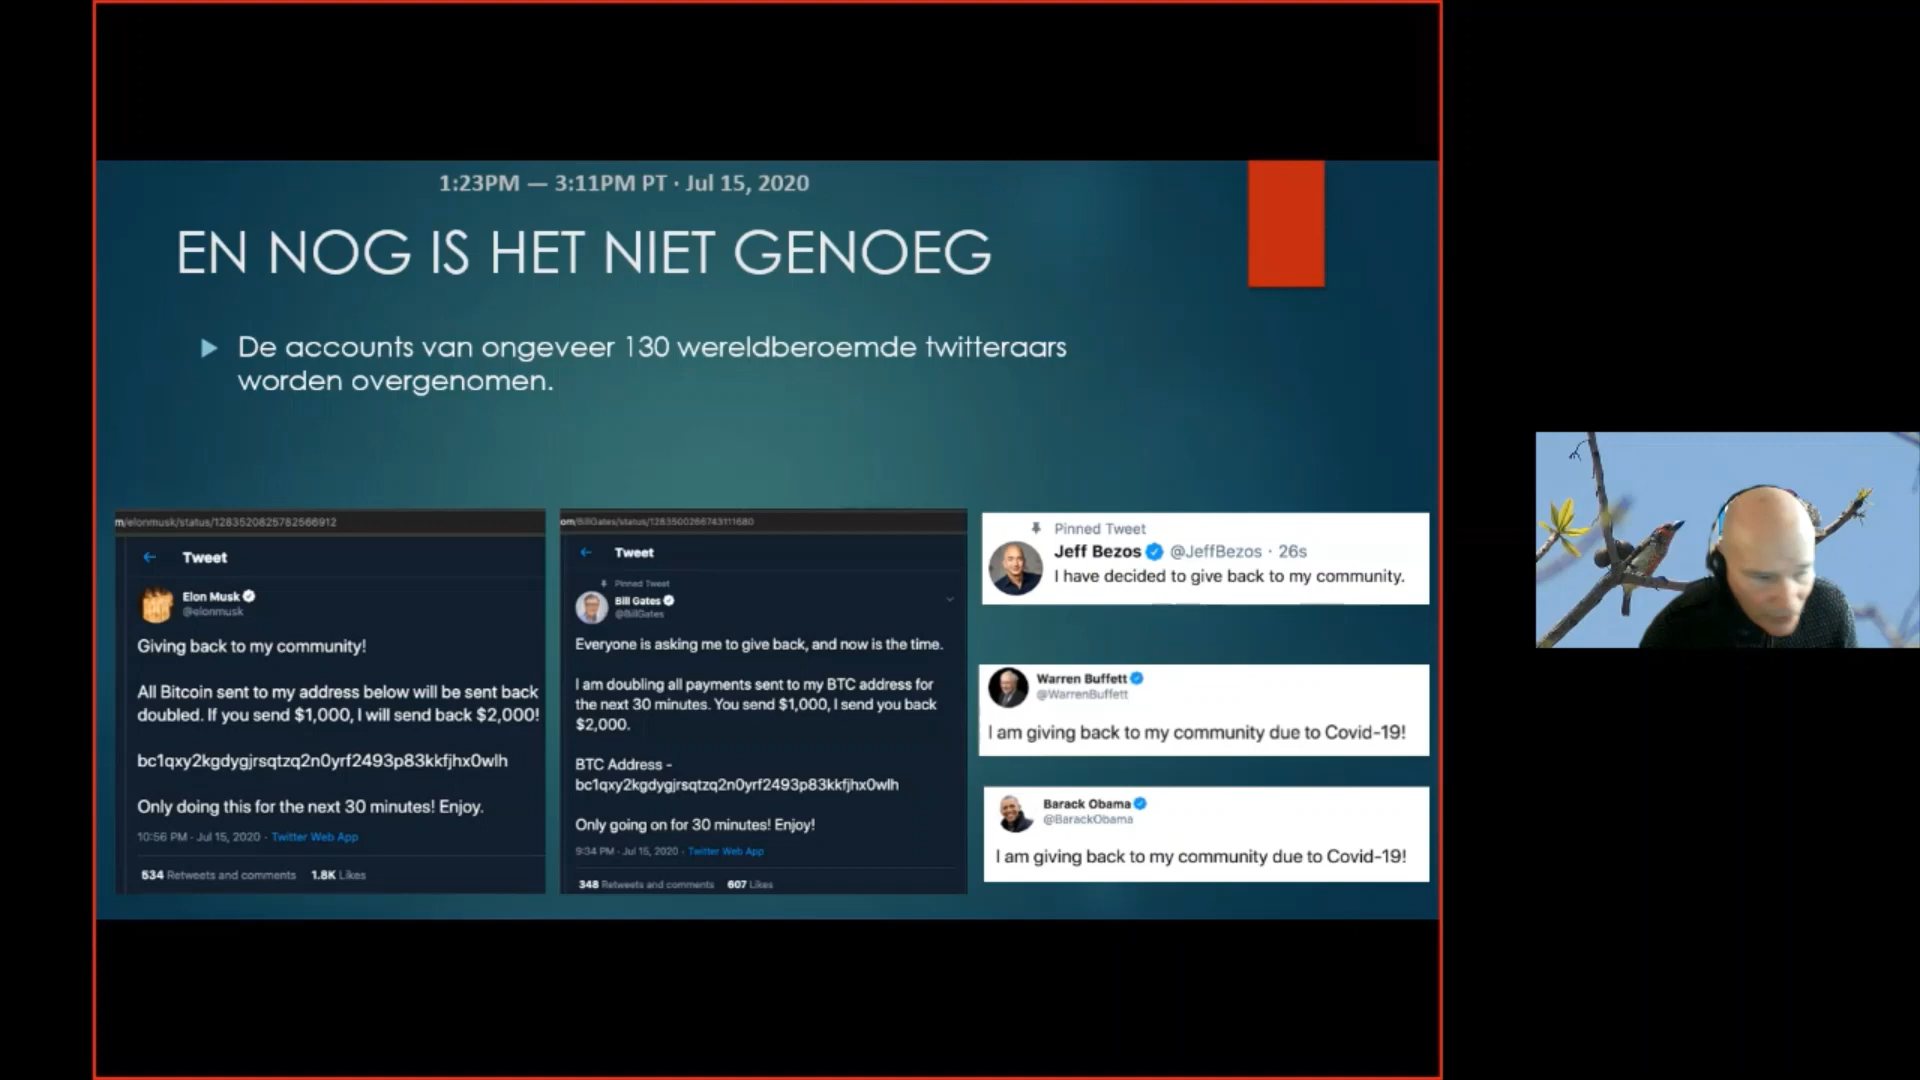 1:23PM — 3:11PM PT · Jul 15, 2020
EN NOG IS HET NIET GENOEG
De accounts van ongeveer 130 wereldberoemde twitteraars
worden overgenomen.
m/elonmusk/status/1283520825782566912
Tweet
Elon Musk
@elonmusk
Giving back to my community!
All Bitcoin sent to my address below will be sent back
doubled. If you send $1,000, I will send back $2,000!
bc1qxy2kgdygjrsqtzq2n0yrf2493p83kkfjhx0wlh
Only doing this for the next 30 minutes! Enjoy.
10:56 PM · Jul 15, 2020 · Twitter Web App
534 Retweets and comments 1.8K Likes
om/BillGates/status/1283500266743111680
Tweet
Pinned Tweet
Bill Gates
@BillGates
Everyone is asking me to give back, and now is the time.
I am doubling all payments sent to my BTC address for
the next 30 minutes. You send $1,000, I send you back
$2,000.
BTC Address -
bc1qxy2kgdygjrsqtzq2n0yrf2493p83kkfjhx0wlh
Only going on for 30 minutes! Enjoy!
9:34 PM · Jul 15, 2020 · Twitter Web App
348 Retweets and comments 607 Likes
Pinned Tweet
Jeff Bezos @JeffBezos · 26s
I have decided to give back to my community.
Warren Buffett
@WarrenBuffett
I am giving back to my community due to Covid-19!
Barack Obama
@BarackObama
I am giving back to my community due to Covid-19!